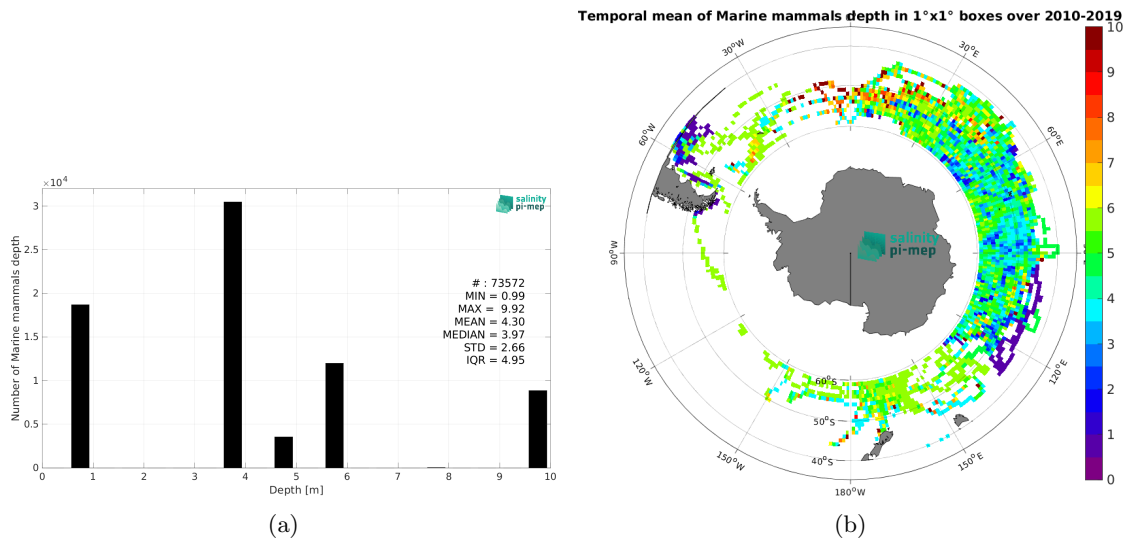 ×10⁴
3
2.5
2
1.5
1
0.5
0
Number of Marine mammals depth
0 1 2 3 4 5 6 7 8 9 10
Depth [m]
salinity
pi-mep
# : 73572
MIN = 0.99
MAX = 9.92
MEAN = 4.30
MEDIAN = 3.97
STD = 2.66
IQR = 4.95
(a)
Temporal mean of Marine mammals depth in 1°x1° boxes over 2010-2019
30°W
30°E
60°W
60°E
90°W
120°W
120°E
150°W
150°E
180°W
60°S
50°S
40°S
salinity
pi-mep
10
9
8
7
6
5
4
3
2
1
0
(b)